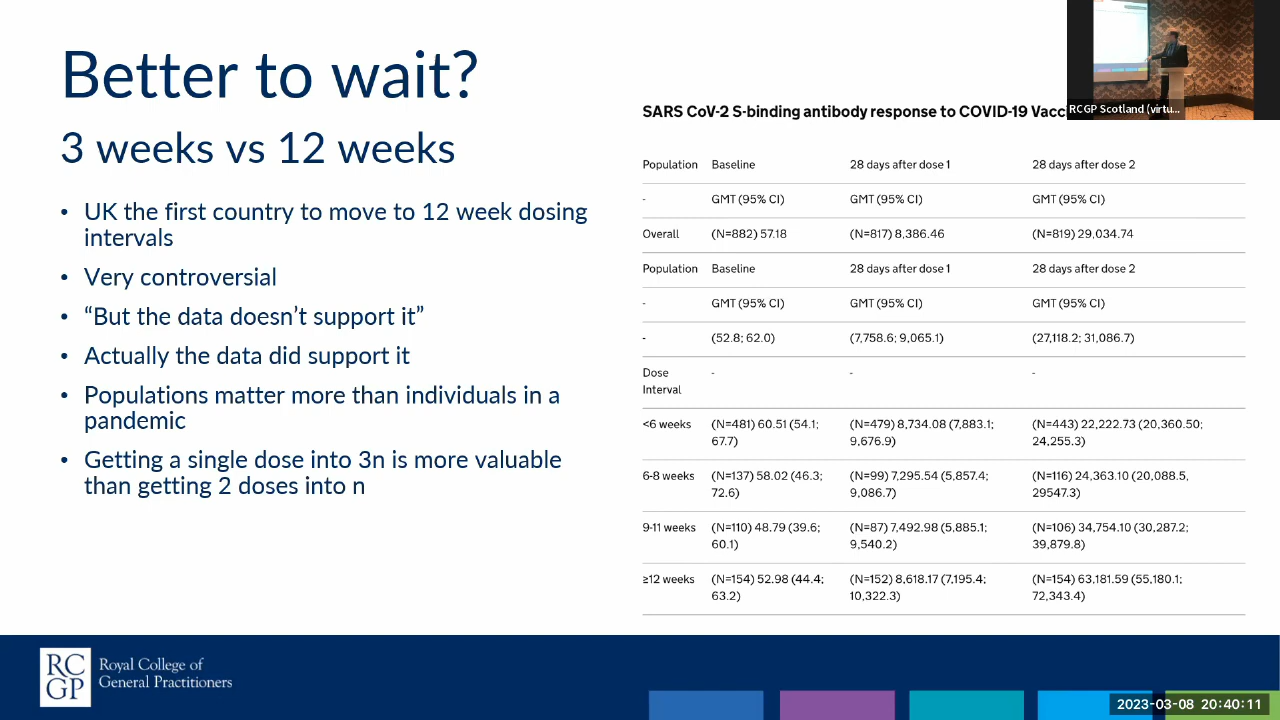 Better to wait?
3 weeks vs 12 weeks
• UK the first country to move to 12 week dosing
intervals
• Very controversial
• “But the data doesn’t support it”
• Actually the data did support it
• Populations matter more than individuals in a
pandemic
• Getting a single dose into 3n is more valuable
than getting 2 doses into n
SARS CoV-2 S-binding antibody response to COVID-19 Vacc
RCGP Scotland (virtu...
Population Baseline 28 days after dose 1 28 days after dose 2
- GMT (95% CI) GMT (95% CI) GMT (95% CI)
Overall (N=882) 57.18 (N=817) 8,386.46 (N=819) 29,034.74
Population Baseline 28 days after dose 1 28 days after dose 2
- GMT (95% CI) GMT (95% CI) GMT (95% CI)
- (52.8; 62.0) (7,758.6; 9,065.1) (27,118.2; 31,086.7)
Dose - - -
Interval
<6 weeks (N=481) 60.51 (54.1; (N=479) 8,734.08 (7,883.1; (N=443) 22,222.73 (20,360.50;
67.7) 9,676.9) 24,255.3)
6-8 weeks (N=137) 58.02 (46.3; (N=99) 7,295.54 (5,857.4; (N=116) 24,363.10 (20,088.5,
72.6) 9,086.7) 29547.3)
9-11 weeks (N=110) 48.79 (39.6; (N=87) 7,492.98 (5,885.1; (N=106) 34,754.10 (30,287.2;
60.1) 9,540.2) 39,879.8)
≥12 weeks (N=154) 52.98 (44.4; (N=152) 8,618.17 (7,195.4; (N=154) 63,181.59 (55,180.1;
63.2) 10,322.3) 72,343.4)
RC
GP
Royal College of
General Practitioners
2023-03-08 20:40:11